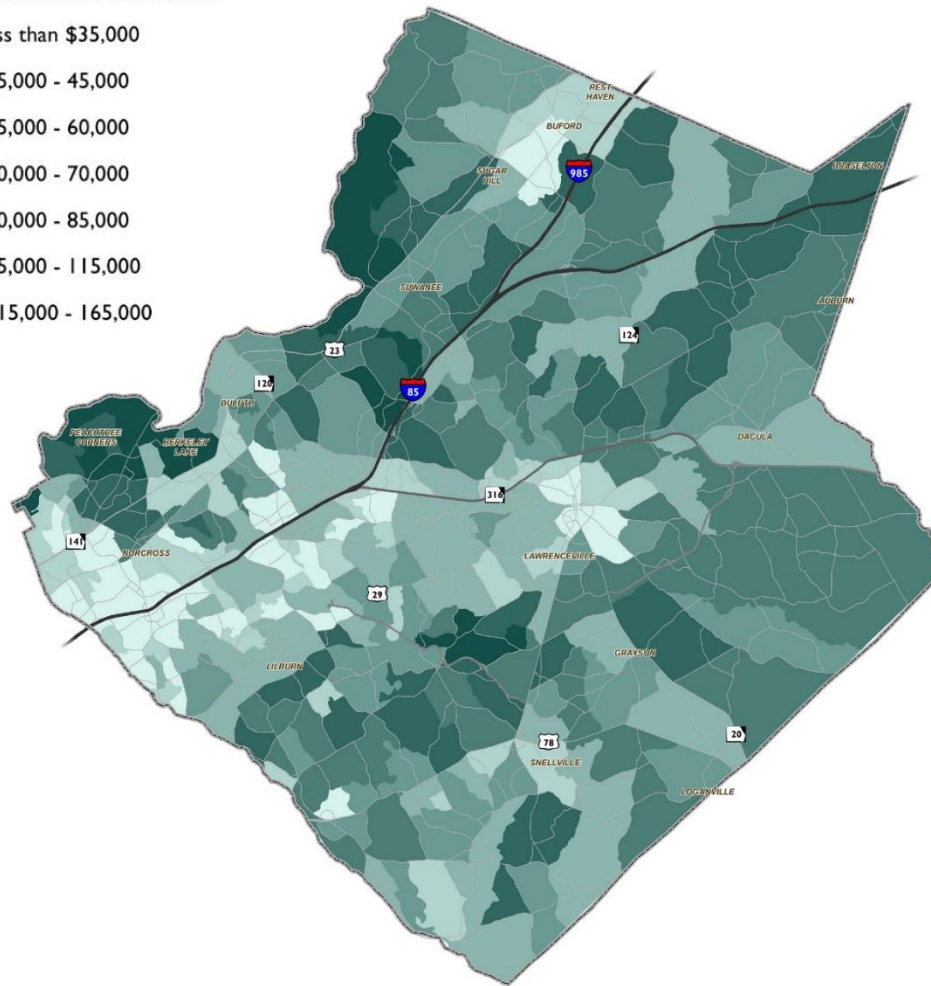 ss than $35,000
5,000 - 45,000
5,000 - 60,000
0,000 - 70,000
0,000 - 85,000
5,000 - 115,000
15,000 - 165,000
REST
HAVEN
BUFORD
985
SUGAR
HILL
BRASELTON
SUWANEE
AUBURN
124
23
120
85
DULUTH
PEACHTREE
CORNERS
BERKELEY
LAKE
DACULA
316
141
NORCROSS
LAWRENCEVILLE
29
GRAYSON
LILBURN
20
78
SNELLVILLE
LOGANVILLE